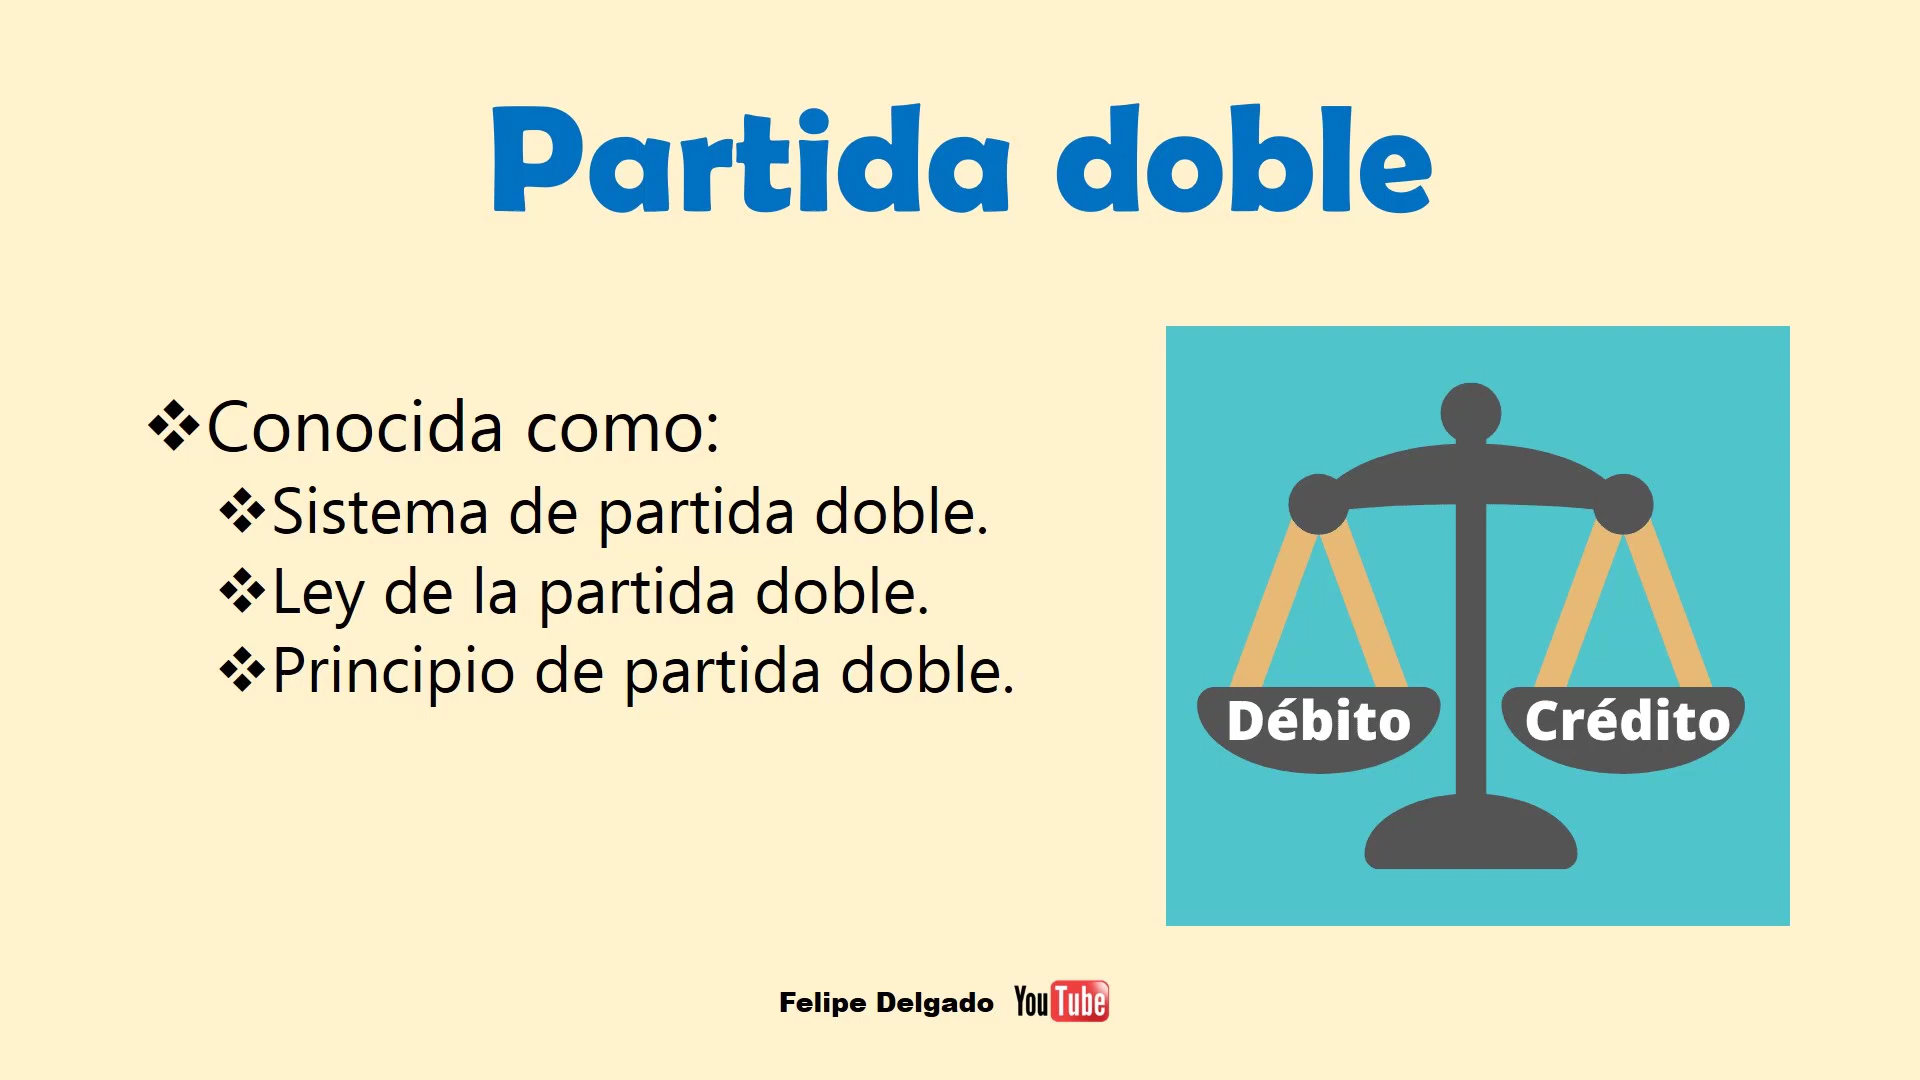 Partida doble
❖Conocida como:
❖Sistema de partida doble.
❖Ley de la partida doble.
❖Principio de partida doble.
Débito
Crédito
Felipe Delgado YouTube